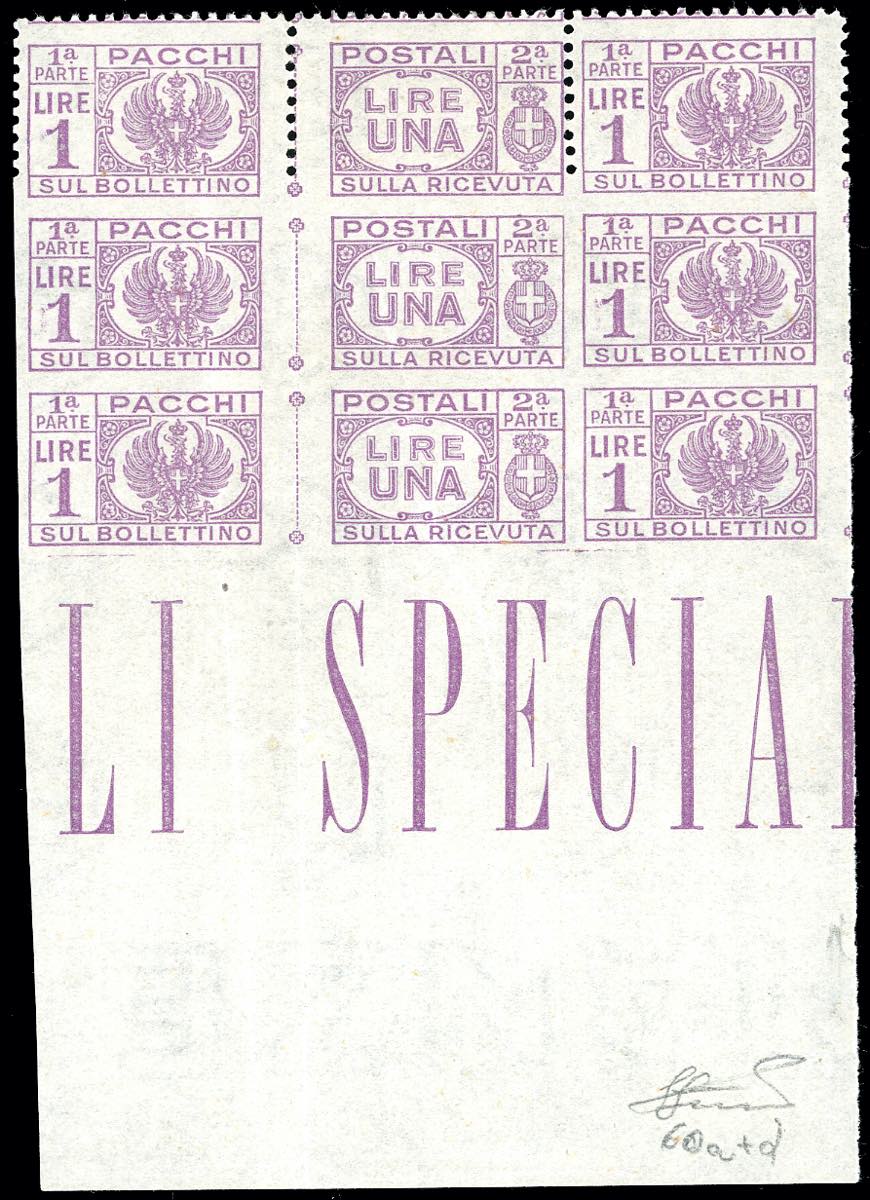 1ª PARTE PACCHI POSTALI 2ª PARTE 1ª PARTE PACCHI
LIRE 1 LIRE UNA LIRE 1
SUL BOLLETTINO SULLA RICEVUTA SUL BOLLETTINO
1ª PARTE PACCHI POSTALI 2ª PARTE 1ª PARTE PACCHI
LIRE 1 LIRE UNA LIRE 1
SUL BOLLETTINO SULLA RICEVUTA SUL BOLLETTINO
1ª PARTE PACCHI POSTALI 2ª PARTE 1ª PARTE PACCHI
LIRE 1 LIRE UNA LIRE 1
SUL BOLLETTINO SULLA RICEVUTA SUL BOLLETTINO
LI SPECIA
60a+d